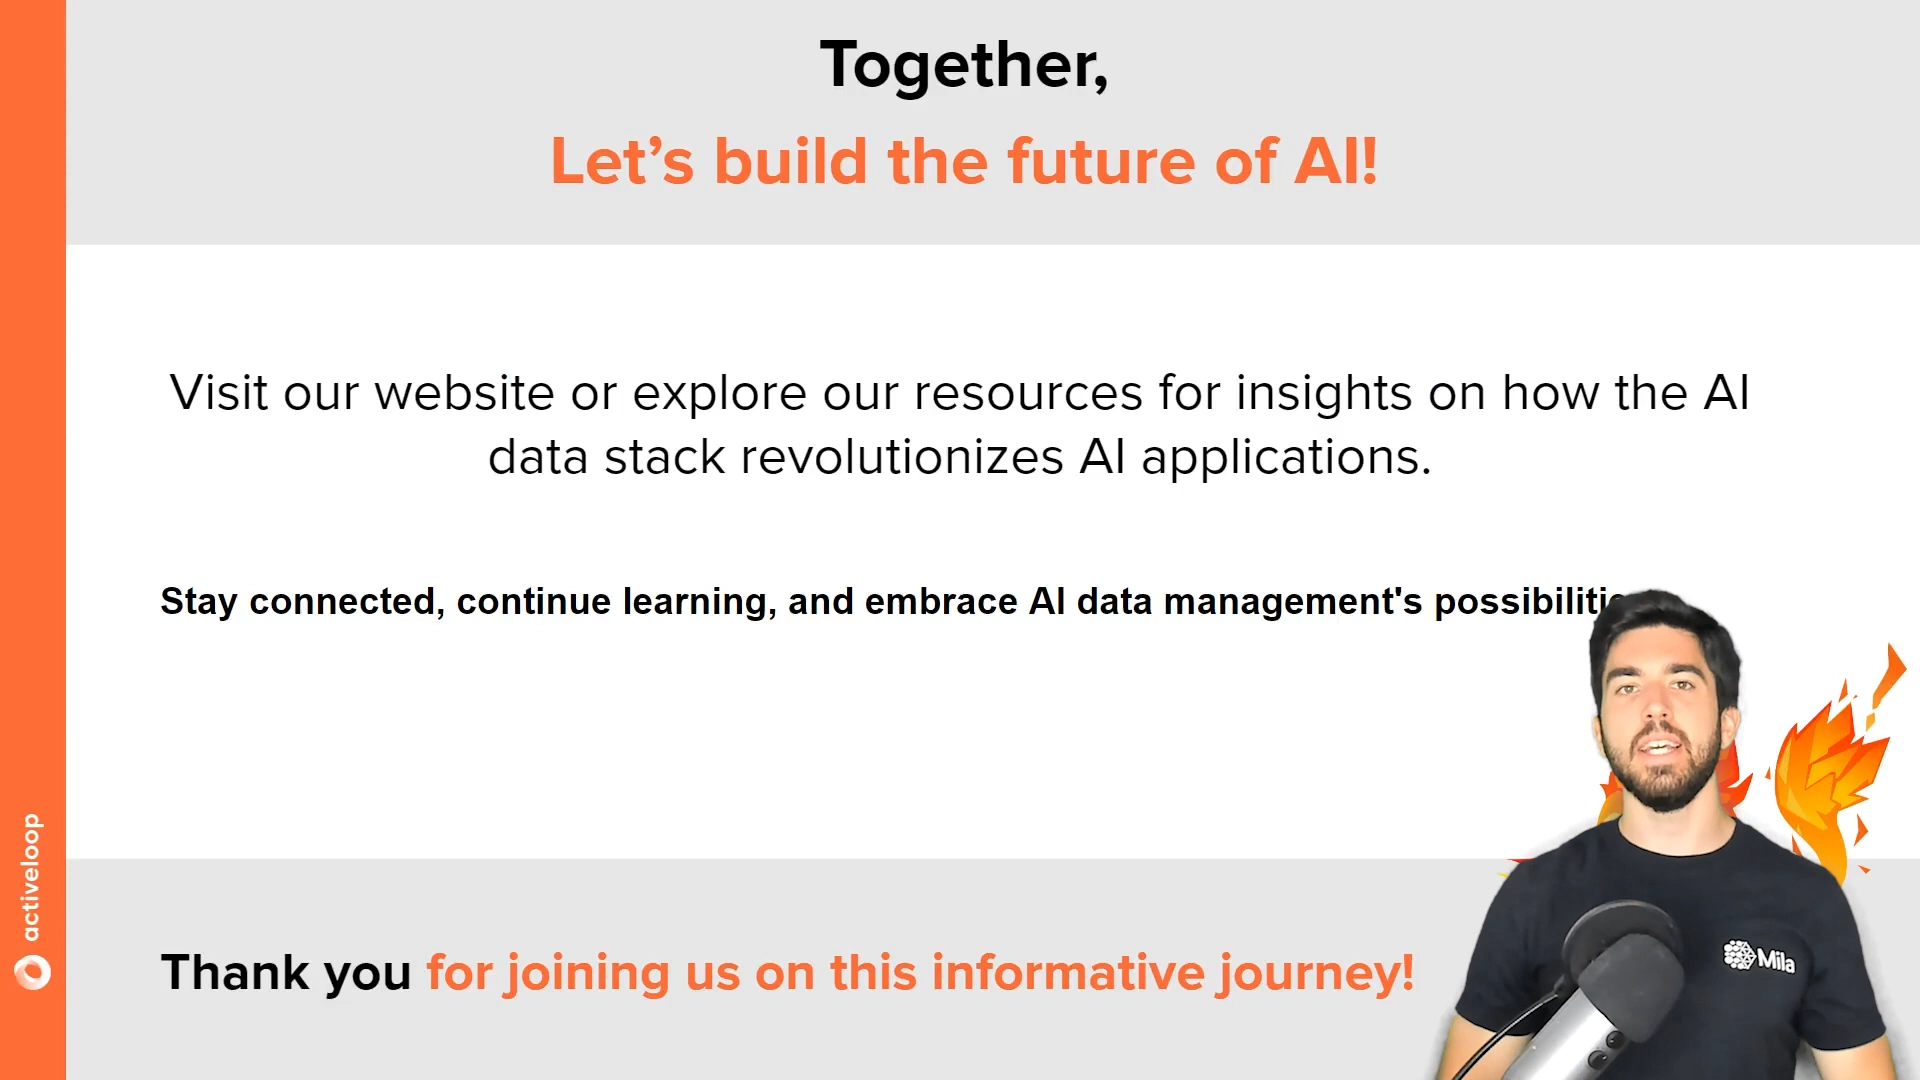 Together,
Let’s build the future of AI!
Visit our website or explore our resources for insights on how the AI
data stack revolutionizes AI applications.
Stay connected, continue learning, and embrace AI data management's
activeloop
Thank you for joining us on this informative journey!
Mila